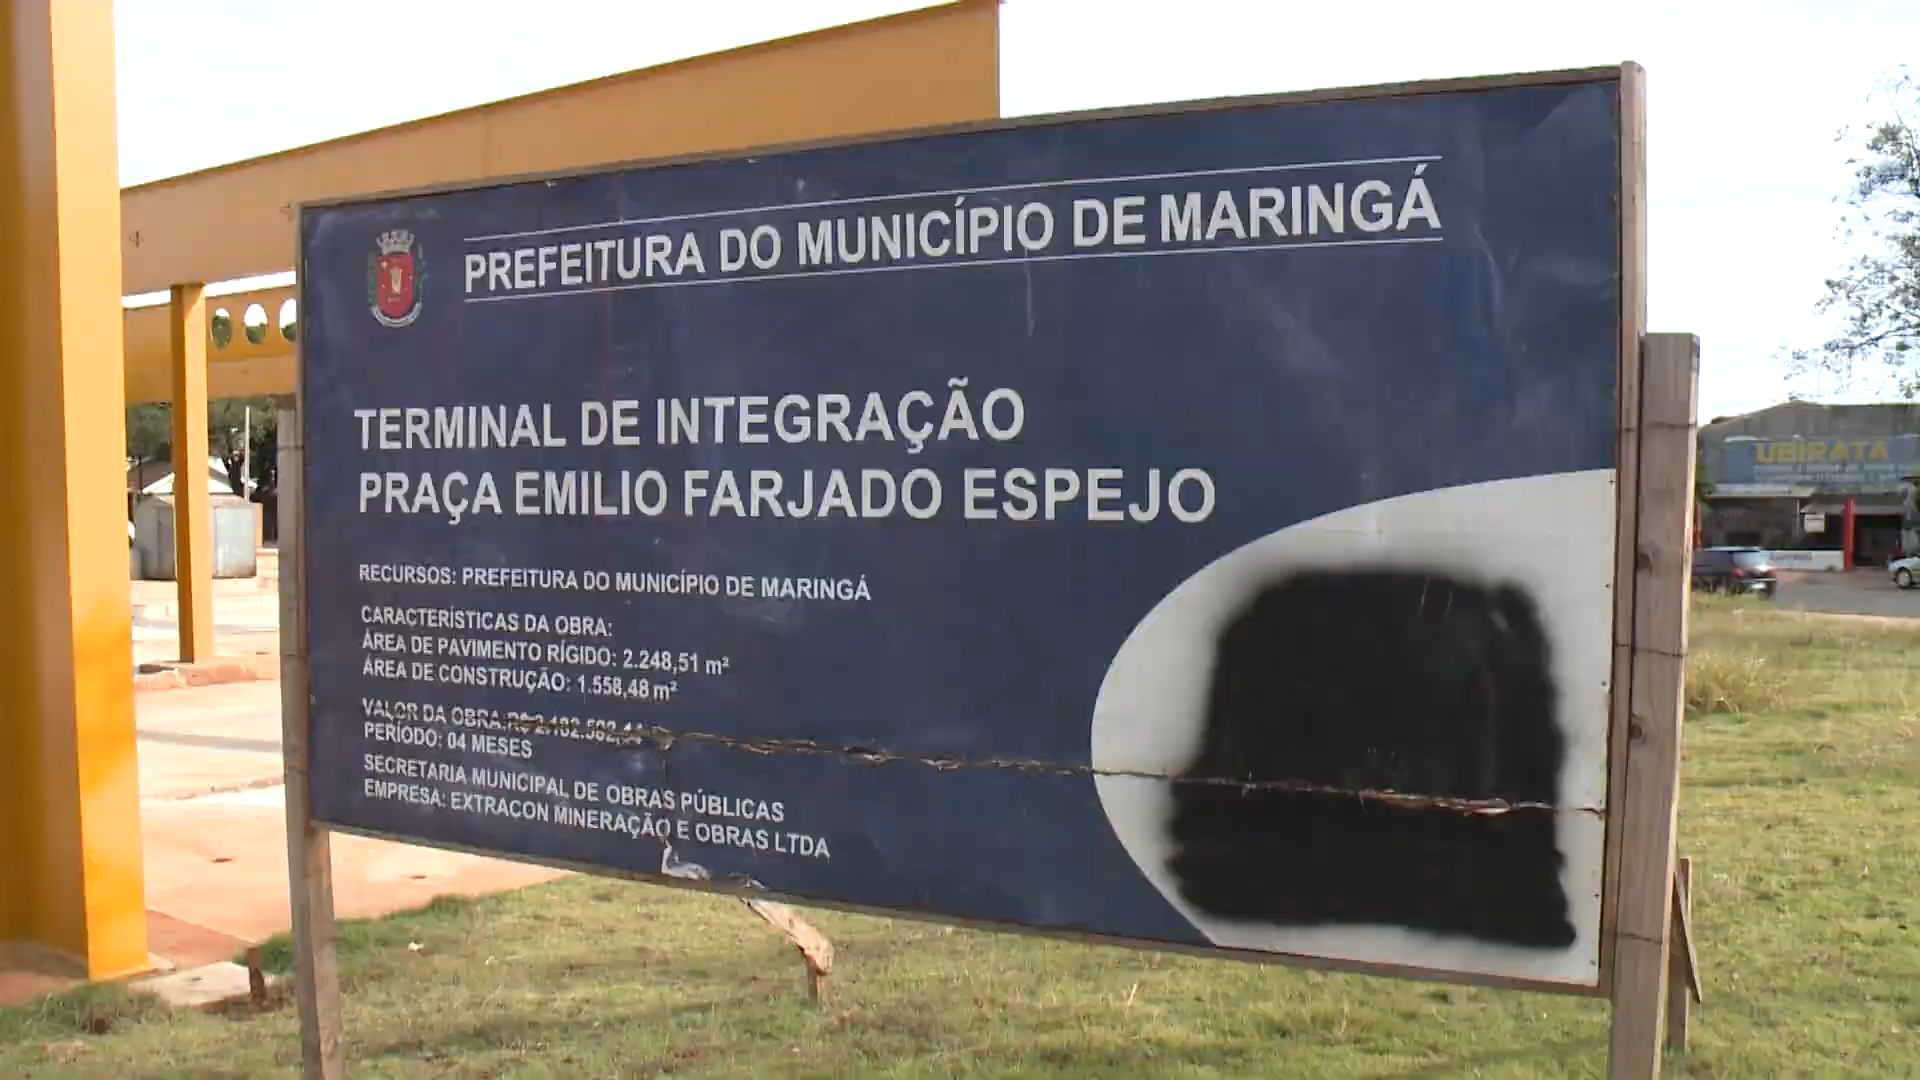 PREFEITURA DO MUNICÍPIO DE MARINGÁ
TERMINAL DE INTEGRAÇÃO
PRAÇA EMILIO FARJADO ESPEJO
RECURSOS: PREFEITURA DO MUNICÍPIO DE MARINGÁ
CARACTERÍSTICAS DA OBRA:
ÁREA DE PAVIMENTO RÍGIDO: 2.248,51 m²
ÁREA DE CONSTRUÇÃO: 1.558,48 m²
VALOR DA OBRA:R$
PERÍODO: 04 MESES
SECRETARIA MUNICIPAL DE OBRAS PÚBLICAS
EMPRESA: EXTRACON MINERAÇÃO E OBRAS LTDA
UBIRATA